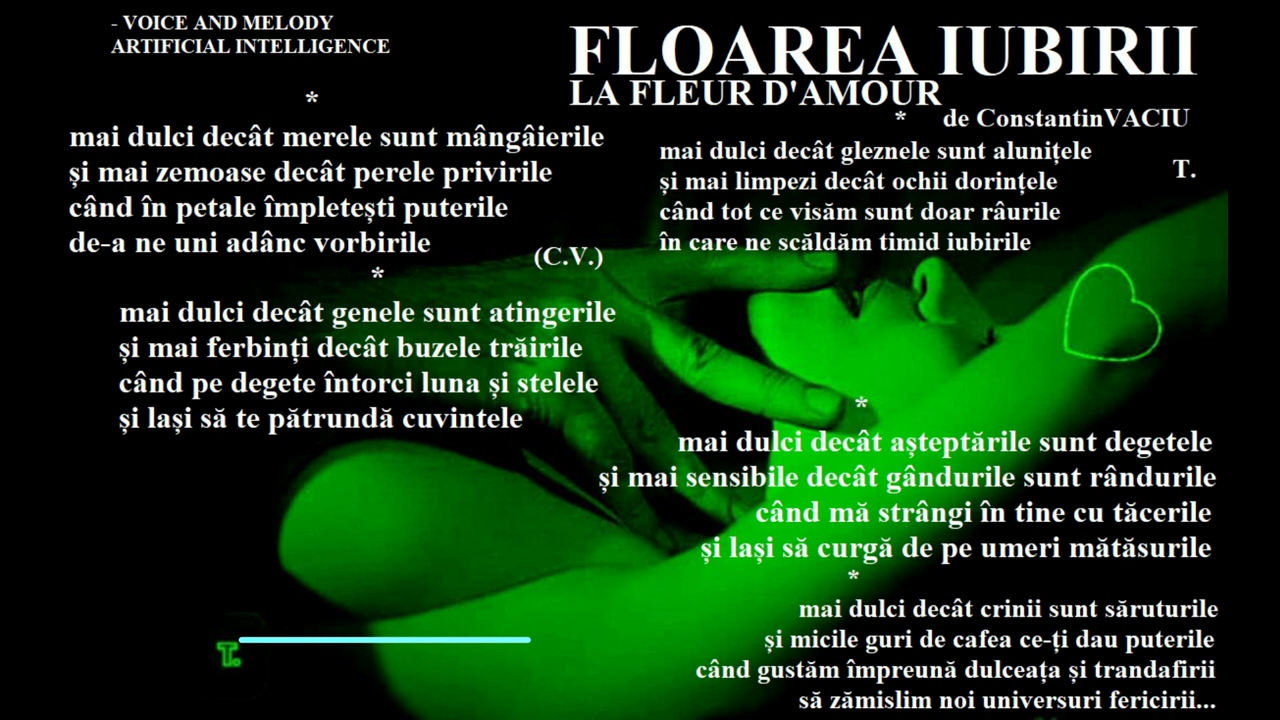 - VOICE AND MELODY
ARTIFICIAL INTELLIGENCE
FLOAREA IUBIRII
LA FLEUR D'AMOUR
* de ConstantinVACIU
*
mai dulci decât merele sunt mângâierile
și mai zemoase decât perele privirile
când în petale împletești puterile
de-a ne uni adânc vorbirile
(C.V.)
*
mai dulci decât genele sunt atingerile
și mai ferbinți decât buzele trăirile
când pe degete întorci luna și stelele
și lași să te pătrundă cuvintele
mai dulci decât gleznele sunt alunițele
T.
și mai limpezi decât ochii dorințele
când tot ce visăm sunt doar râurile
în care ne scăldăm timid iubirile
*
mai dulci decât așteptările sunt degetele
și mai sensibile decât gândurile sunt rândurile
când mă strângi în tine cu tăcerile
și lași să curgă de pe umeri mătăsurile
*
mai dulci decât crinii sunt săruturile
și micile guri de cafea ce-ți dau puterile
când gustăm împreună dulceața și trandafirii
să zămislim noi universuri fericirii...
T.